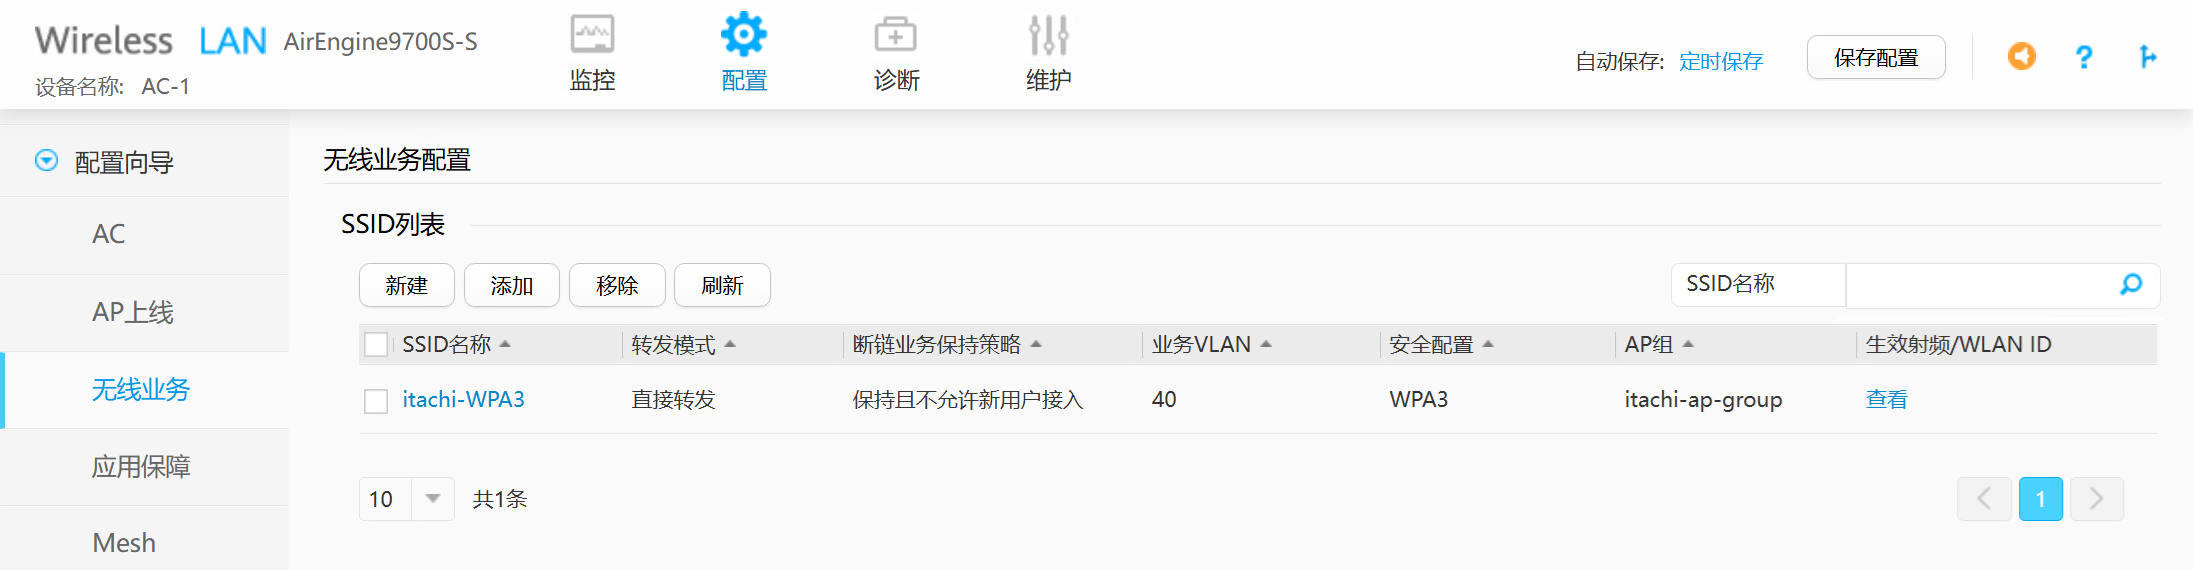 Wireless LAN AirEngine9700S-S
设备名称: AC-1
监控
配置
诊断
维护
自动保存: 定时保存
保存配置
?
配置向导
AC
AP上线
无线业务
应用保障
Mesh
无线业务配置
SSID列表
新建 添加 移除 刷新
SSID名称
SSID名称 转发模式 断链业务保持策略 业务VLAN 安全配置 AP组 生效射频/WLAN ID
itachi-WPA3 直接转发 保持且不允许新用户接入 40 WPA3 itachi-ap-group 查看
10 共1条
1